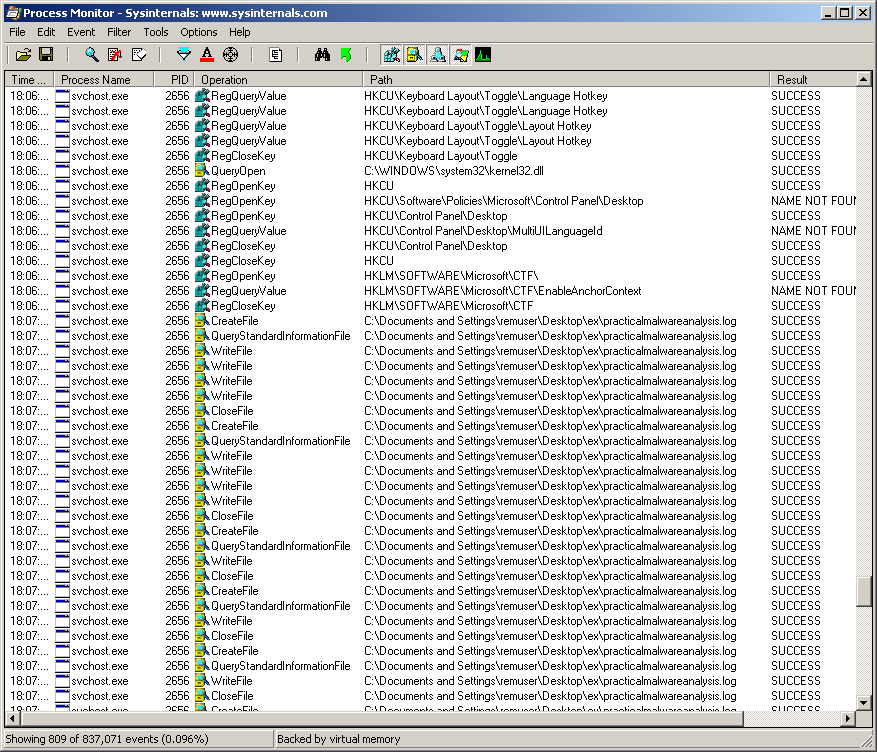 Process Monitor - Sysinternals: www.sysinternals.com
File Edit Event Filter Tools Options Help
Time ... Process Name PID Operation Path Result
18:06:... svchost.exe 2656 RegQueryValue HKCU\Keyboard Layout\Toggle\Language Hotkey SUCCESS
18:06:... svchost.exe 2656 RegQueryValue HKCU\Keyboard Layout\Toggle\Language Hotkey SUCCESS
18:06:... svchost.exe 2656 RegQueryValue HKCU\Keyboard Layout\Toggle\Layout Hotkey SUCCESS
18:06:... svchost.exe 2656 RegQueryValue HKCU\Keyboard Layout\Toggle\Layout Hotkey SUCCESS
18:06:... svchost.exe 2656 RegCloseKey HKCU\Keyboard Layout\Toggle SUCCESS
18:06:... svchost.exe 2656 QueryOpen C:\WINDOWS\system32\kernel32.dll SUCCESS
18:06:... svchost.exe 2656 RegOpenKey HKCU SUCCESS
18:06:... svchost.exe 2656 RegOpenKey HKCU\Software\Policies\Microsoft\Control Panel\Desktop NAME NOT FOUN
18:06:... svchost.exe 2656 RegOpenKey HKCU\Control Panel\Desktop SUCCESS
18:06:... svchost.exe 2656 RegQueryValue HKCU\Control Panel\Desktop\MultiUILanguageId NAME NOT FOUN
18:06:... svchost.exe 2656 RegCloseKey HKCU\Control Panel\Desktop SUCCESS
18:06:... svchost.exe 2656 RegCloseKey HKCU SUCCESS
18:06:... svchost.exe 2656 RegOpenKey HKLM\SOFTWARE\Microsoft\CTF\ SUCCESS
18:06:... svchost.exe 2656 RegQueryValue HKLM\SOFTWARE\Microsoft\CTF\EnableAnchorContext NAME NOT FOUN
18:06:... svchost.exe 2656 RegCloseKey HKLM\SOFTWARE\Microsoft\CTF SUCCESS
18:07:... svchost.exe 2656 CreateFile C:\Documents and Settings\remuser\Desktop\ex\practicalmalwareanalysis.log SUCCESS
18:07:... svchost.exe 2656 QueryStandardInformationFile C:\Documents and Settings\remuser\Desktop\ex\practicalmalwareanalysis.log SUCCESS
18:07:... svchost.exe 2656 WriteFile C:\Documents and Settings\remuser\Desktop\ex\practicalmalwareanalysis.log SUCCESS
18:07:... svchost.exe 2656 WriteFile C:\Documents and Settings\remuser\Desktop\ex\practicalmalwareanalysis.log SUCCESS
18:07:... svchost.exe 2656 WriteFile C:\Documents and Settings\remuser\Desktop\ex\practicalmalwareanalysis.log SUCCESS
18:07:... svchost.exe 2656 WriteFile C:\Documents and Settings\remuser\Desktop\ex\practicalmalwareanalysis.log SUCCESS
18:07:... svchost.exe 2656 CloseFile C:\Documents and Settings\remuser\Desktop\ex\practicalmalwareanalysis.log SUCCESS
18:07:... svchost.exe 2656 CreateFile C:\Documents and Settings\remuser\Desktop\ex\practicalmalwareanalysis.log SUCCESS
18:07:... svchost.exe 2656 QueryStandardInformationFile C:\Documents and Settings\remuser\Desktop\ex\practicalmalwareanalysis.log SUCCESS
18:07:... svchost.exe 2656 WriteFile C:\Documents and Settings\remuser\Desktop\ex\practicalmalwareanalysis.log SUCCESS
18:07:... svchost.exe 2656 WriteFile C:\Documents and Settings\remuser\Desktop\ex\practicalmalwareanalysis.log SUCCESS
18:07:... svchost.exe 2656 WriteFile C:\Documents and Settings\remuser\Desktop\ex\practicalmalwareanalysis.log SUCCESS
18:07:... svchost.exe 2656 WriteFile C:\Documents and Settings\remuser\Desktop\ex\practicalmalwareanalysis.log SUCCESS
18:07:... svchost.exe 2656 CloseFile C:\Documents and Settings\remuser\Desktop\ex\practicalmalwareanalysis.log SUCCESS
18:07:... svchost.exe 2656 CreateFile C:\Documents and Settings\remuser\Desktop\ex\practicalmalwareanalysis.log SUCCESS
18:07:... svchost.exe 2656 QueryStandardInformationFile C:\Documents and Settings\remuser\Desktop\ex\practicalmalwareanalysis.log SUCCESS
18:07:... svchost.exe 2656 WriteFile C:\Documents and Settings\remuser\Desktop\ex\practicalmalwareanalysis.log SUCCESS
18:07:... svchost.exe 2656 CloseFile C:\Documents and Settings\remuser\Desktop\ex\practicalmalwareanalysis.log SUCCESS
18:07:... svchost.exe 2656 CreateFile C:\Documents and Settings\remuser\Desktop\ex\practicalmalwareanalysis.log SUCCESS
18:07:... svchost.exe 2656 QueryStandardInformationFile C:\Documents and Settings\remuser\Desktop\ex\practicalmalwareanalysis.log SUCCESS
18:07:... svchost.exe 2656 WriteFile C:\Documents and Settings\remuser\Desktop\ex\practicalmalwareanalysis.log SUCCESS
18:07:... svchost.exe 2656 CloseFile C:\Documents and Settings\remuser\Desktop\ex\practicalmalwareanalysis.log SUCCESS
18:07:... svchost.exe 2656 CreateFile C:\Documents and Settings\remuser\Desktop\ex\practicalmalwareanalysis.log SUCCESS
18:07:... svchost.exe 2656 QueryStandardInformationFile C:\Documents and Settings\remuser\Desktop\ex\practicalmalwareanalysis.log SUCCESS
18:07:... svchost.exe 2656 WriteFile C:\Documents and Settings\remuser\Desktop\ex\practicalmalwareanalysis.log SUCCESS
18:07:... svchost.exe 2656 CloseFile C:\Documents and Settings\remuser\Desktop\ex\practicalmalwareanalysis.log SUCCESS
Showing 809 of 837,071 events (0.096%) Backed by virtual memory